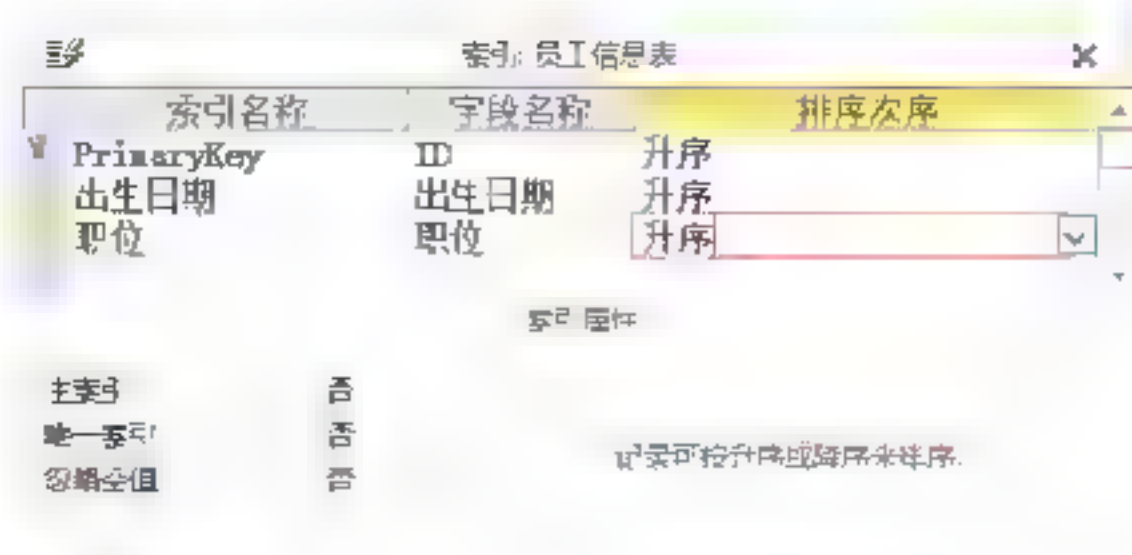 索引: 员工信息表
索引名称 字段名称 排序次序
PrimaryKey ID 升序
出生日期 出生日期 升序
职位 职位 升序
索引属性
主索引 否
唯一索引 否
忽略空值 否
记录可按升序或降序来排序.